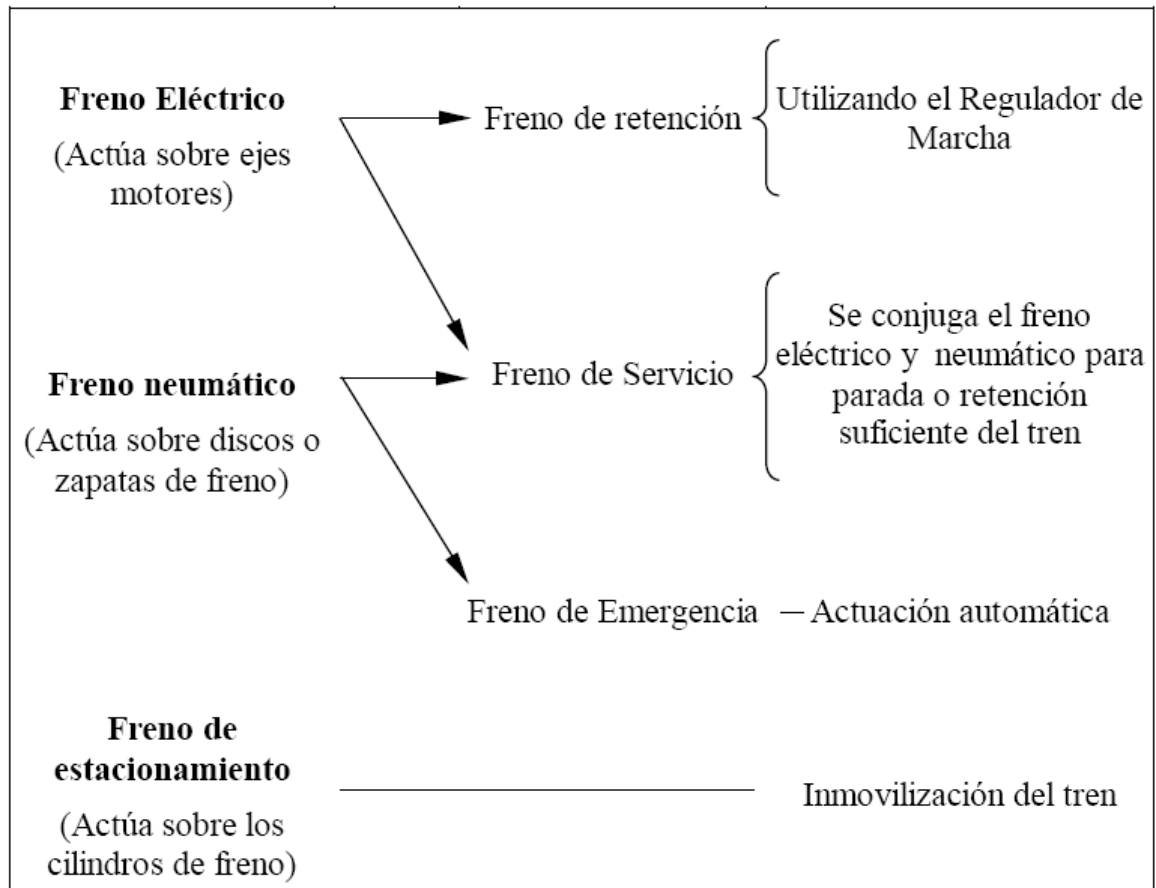 Freno Eléctrico
(Actúa sobre ejes
motores)
Freno de retención
Utilizando el Regulador de
Marcha
Freno neumático
(Actúa sobre discos o
zapatas de freno)
Freno de Servicio
Se conjuga el freno
eléctrico y neumático para
parada o retención
suficiente del tren
Freno de Emergencia – Actuación automática
Freno de
estacionamiento
(Actúa sobre los
cilindros de freno)
Inmovilización del tren